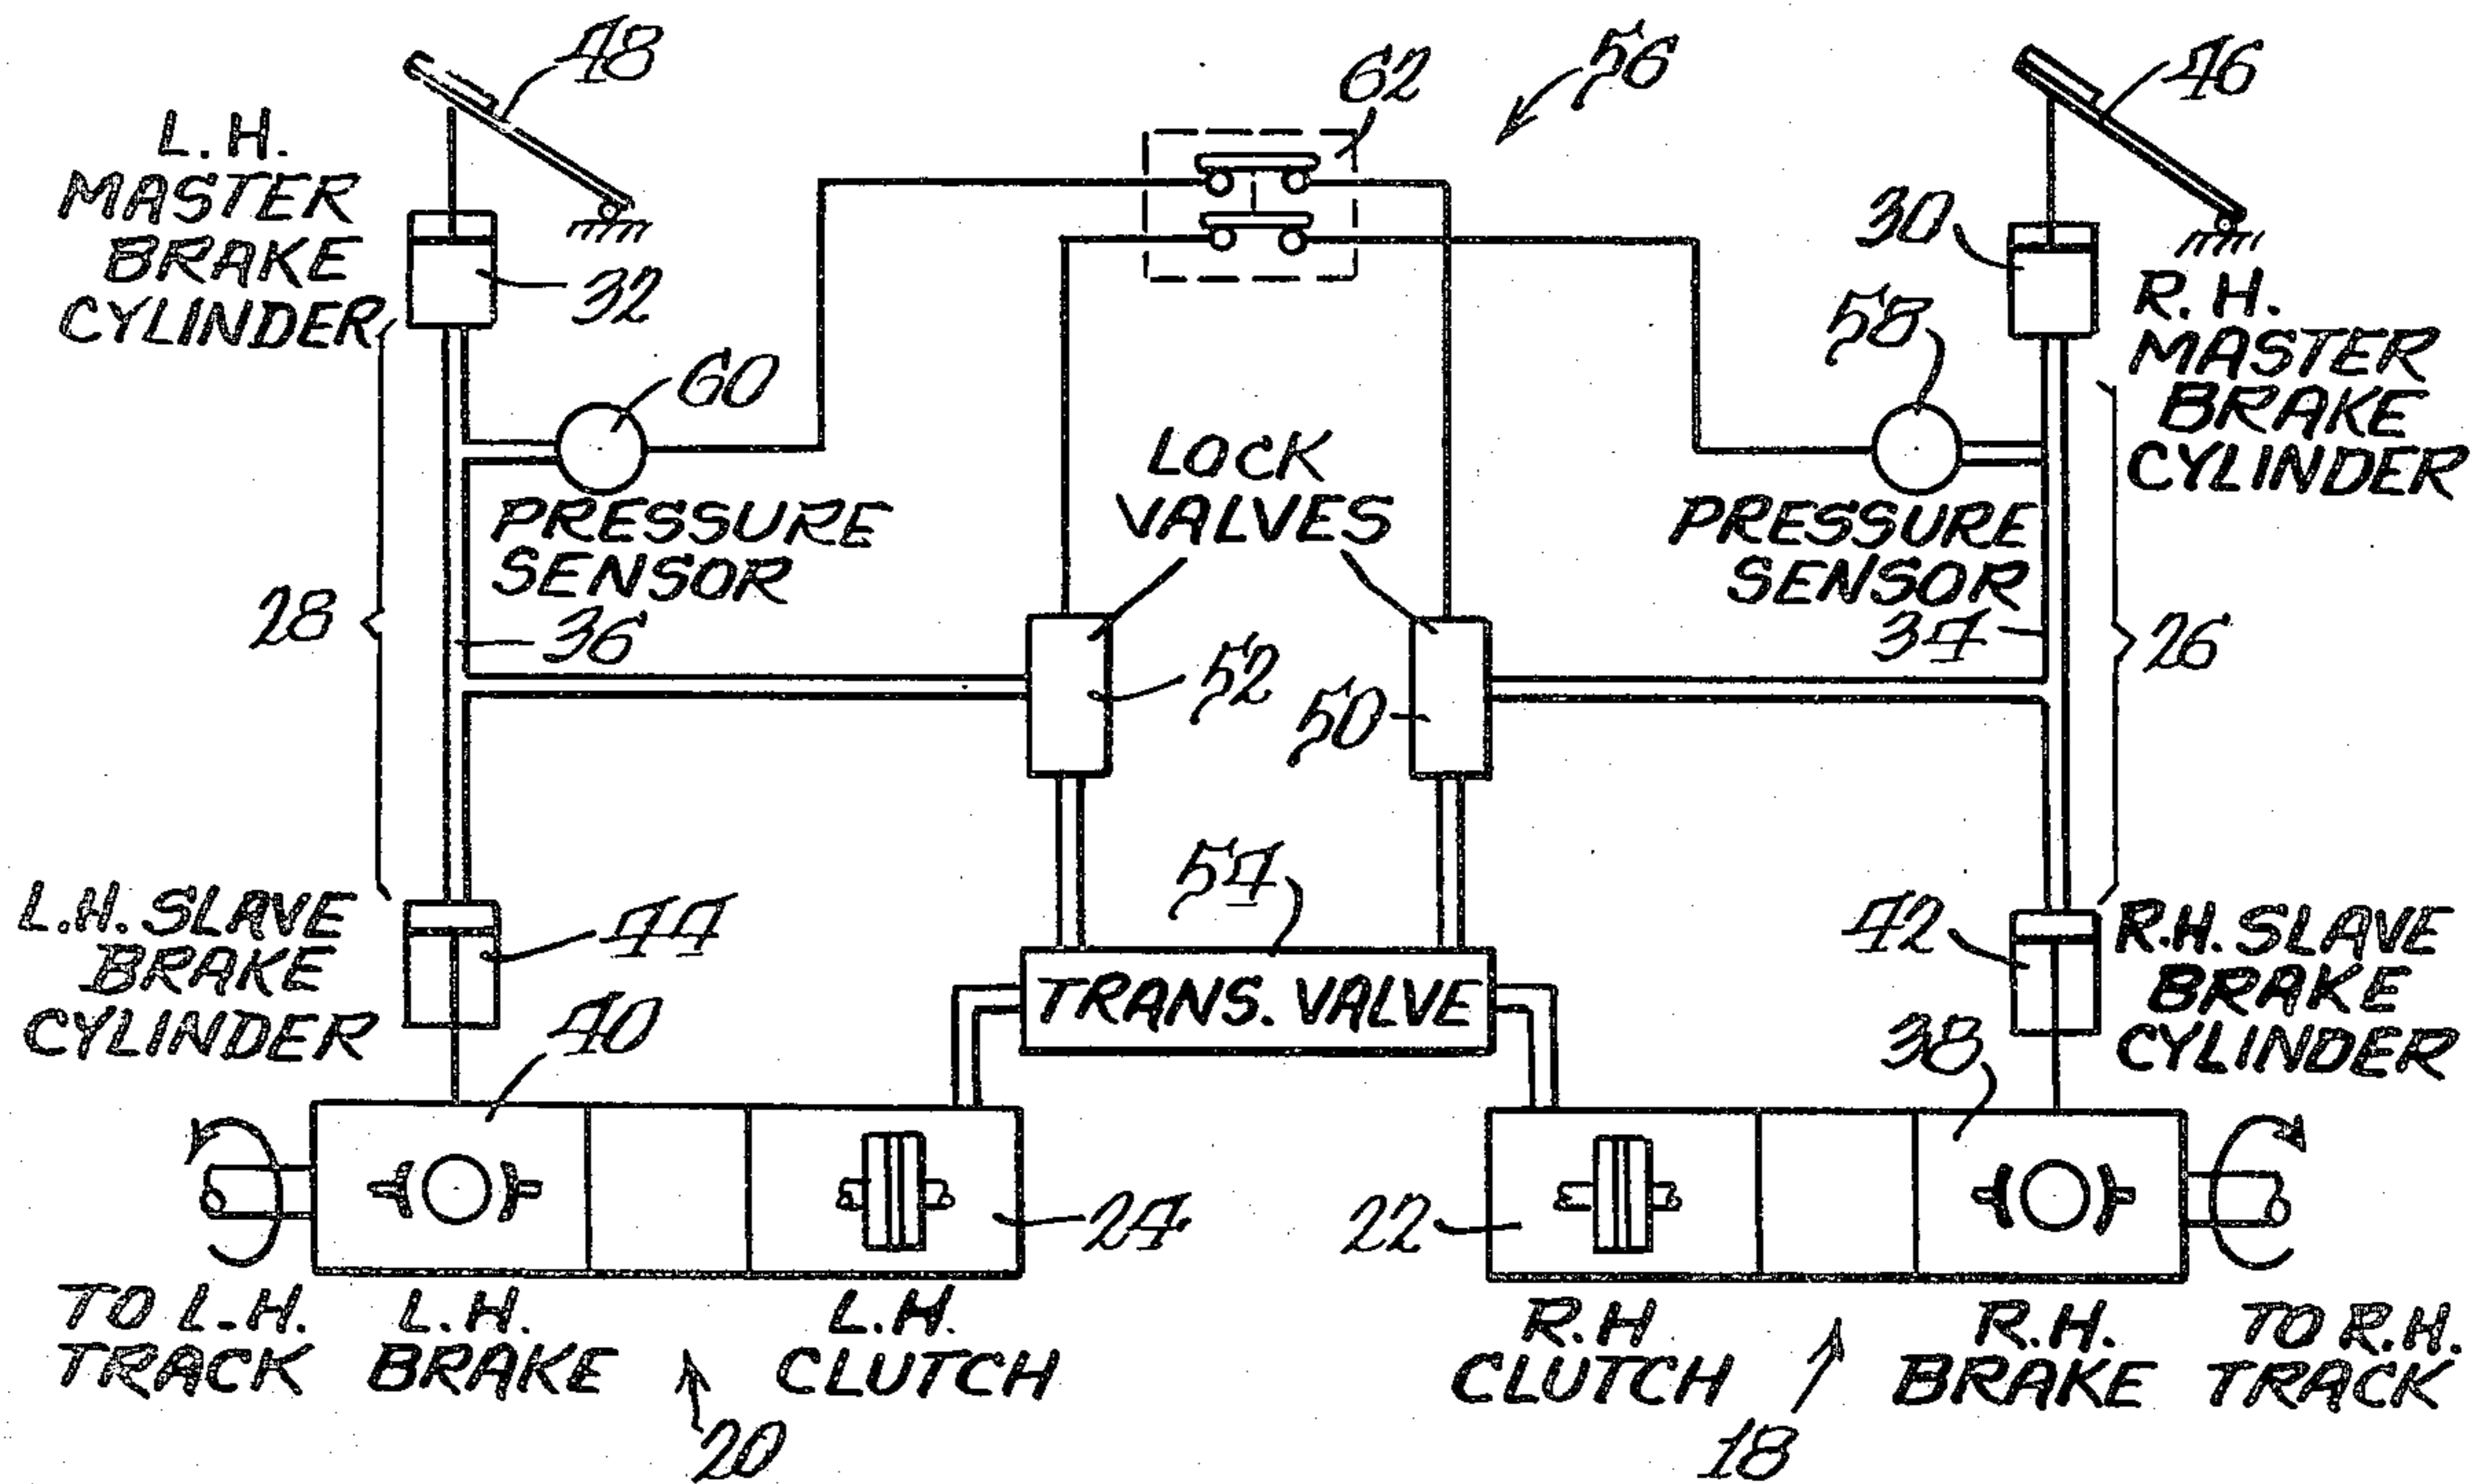 48
62
56
46
L.H.
MASTER
BRAKE
CYLINDER
32
30
R.H.
MASTER
BRAKE
CYLINDER
58
60
PRESSURE
SENSOR
LOCK
VALVES
PRESSURE
SENSOR
28
36
52
50
34
26
54
L.H. SLAVE
BRAKE
CYLINDER
44
42
R.H. SLAVE
BRAKE
CYLINDER
TRANS. VALVE
40
38
24
22
TO L.H.
TRACK
L.H.
BRAKE
L.H.
CLUTCH
R.H
CLUTCH
R.H.
BRAKE
TO R.H.
TRACK
20
18